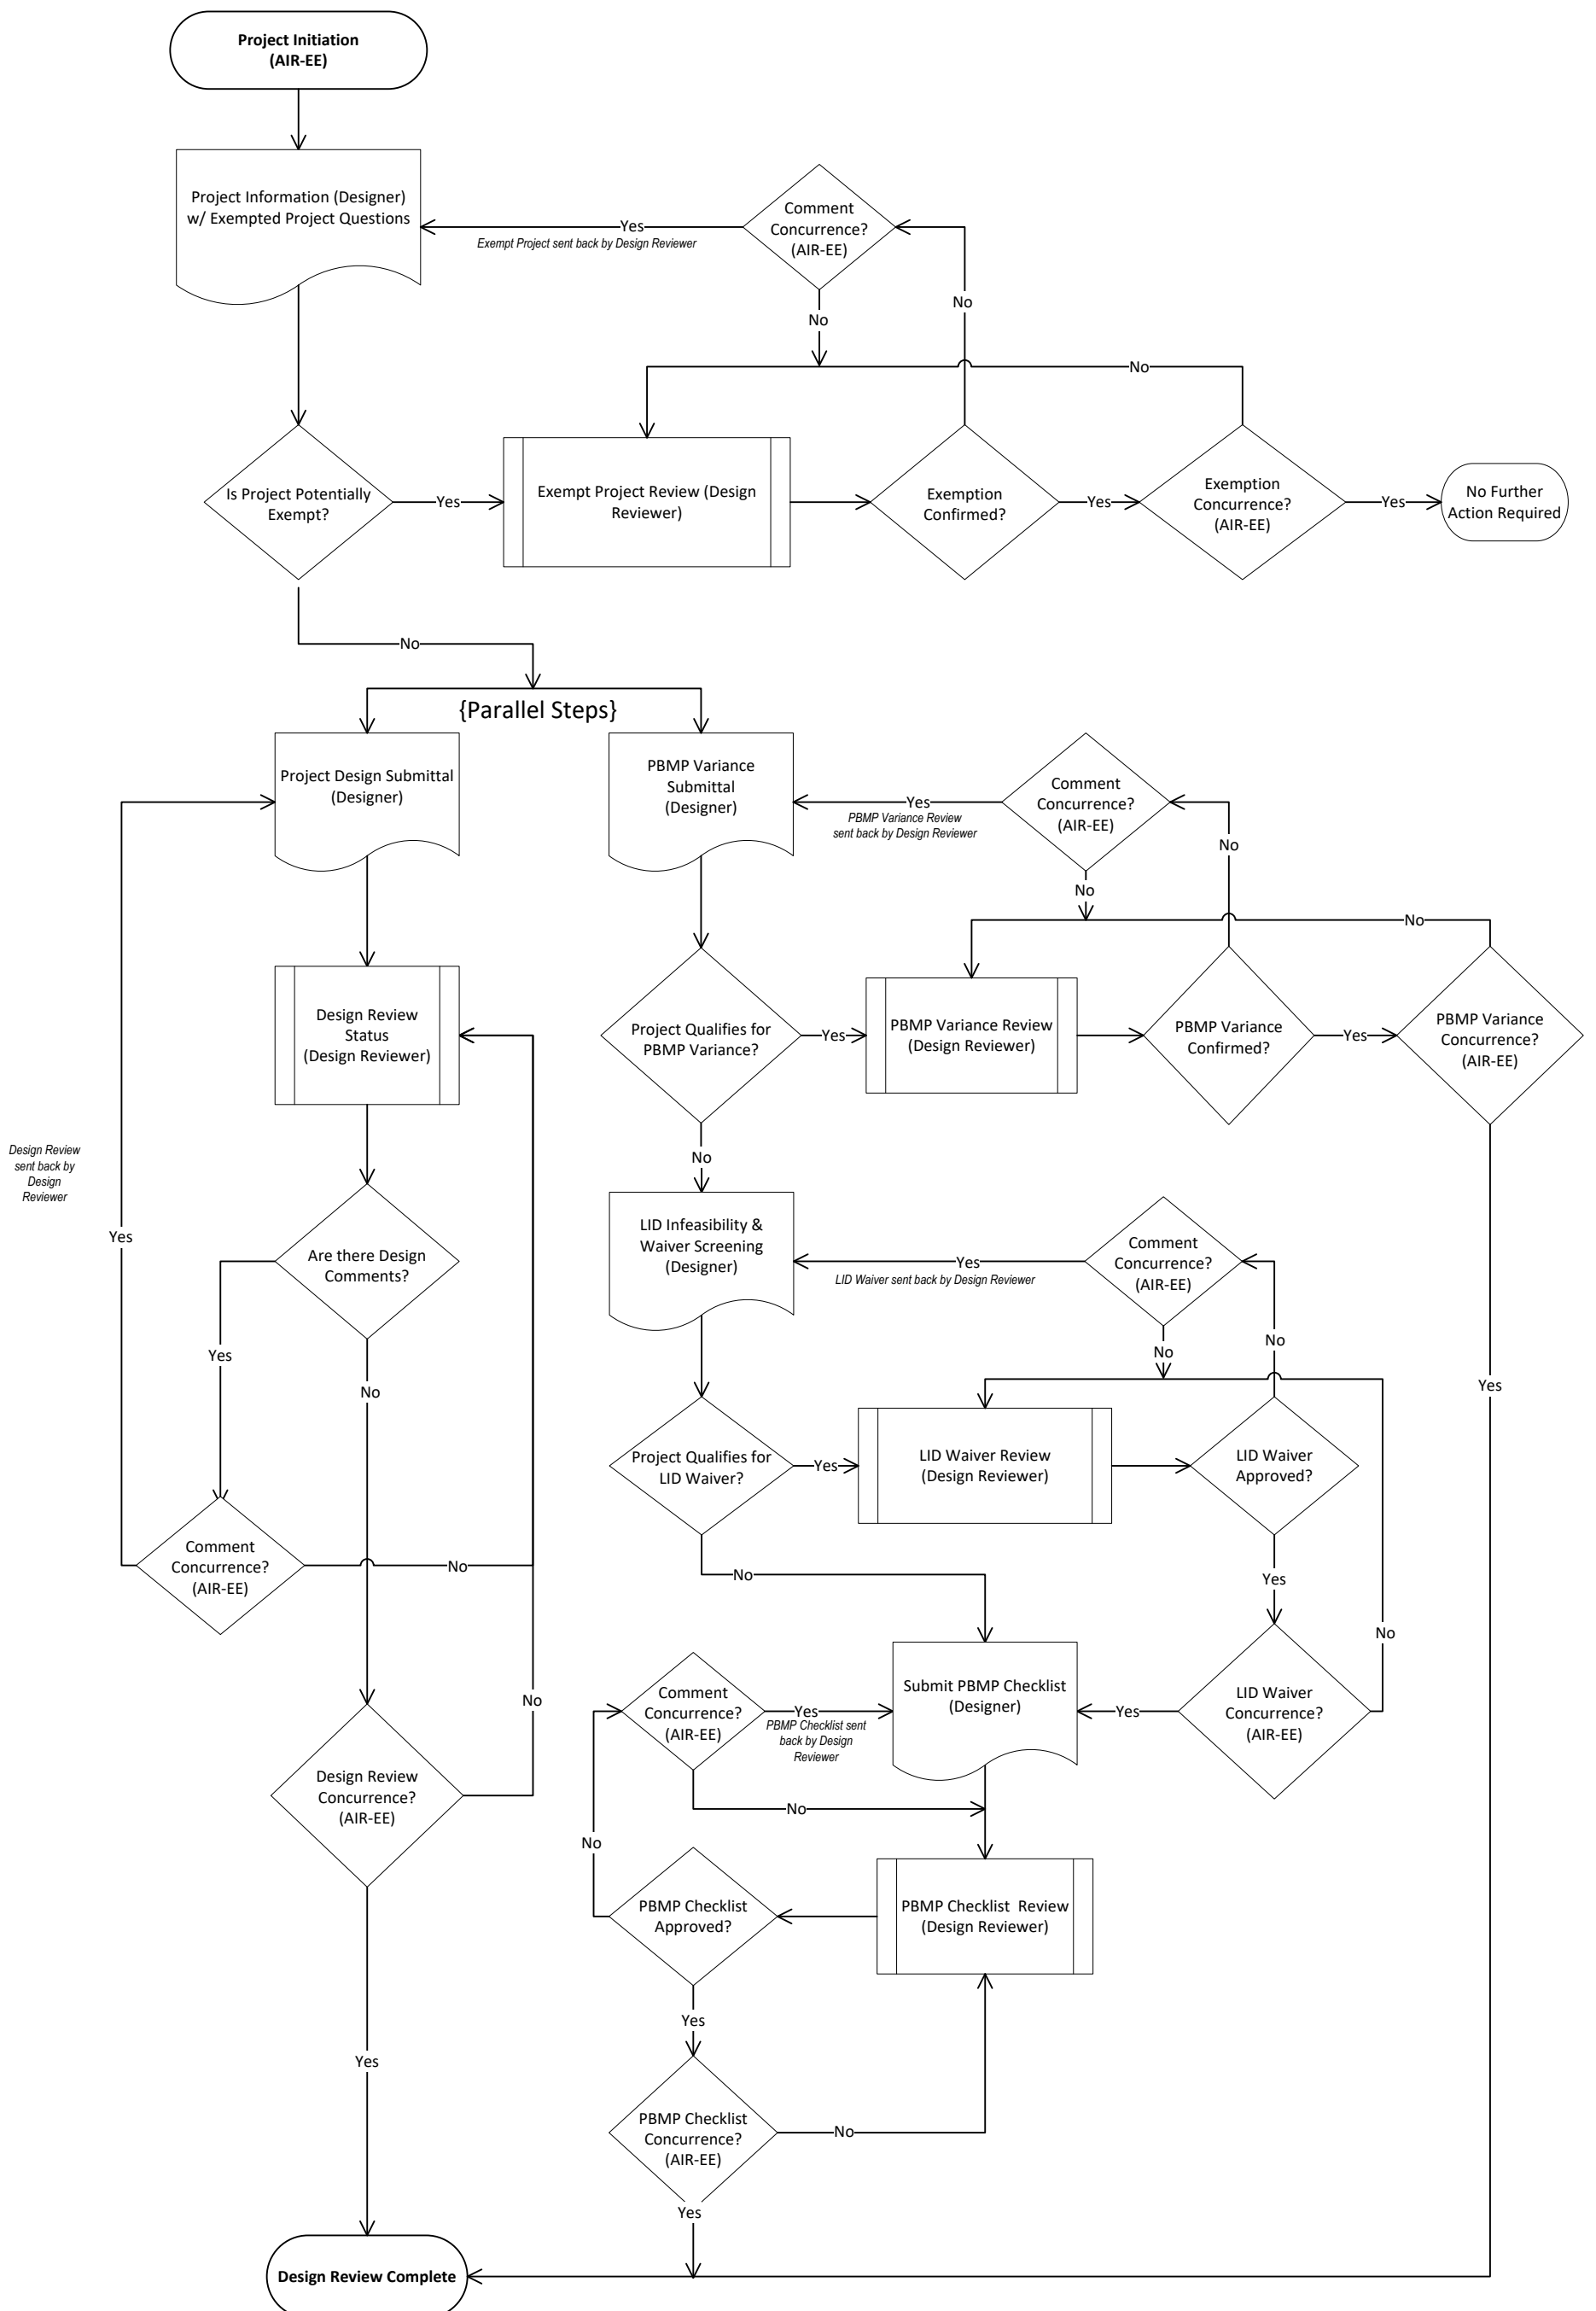 Project Initiation
(AIR-EE)
Project Information (Designer)
w/ Exempted Project Questions
Comment
Concurrence?
(AIR-EE)
Yes
Exempt Project sent back by Design Reviewer
No
No
No
Is Project Potentially
Exempt?
Yes
Exempt Project Review (Design
Reviewer)
Exemption
Confirmed?
Yes
Exemption
Concurrence?
(AIR-EE)
Yes
No Further
Action Required
No
{Parallel Steps}
Project Design Submittal
(Designer)
PBMP Variance
Submittal
(Designer)
Comment
Concurrence?
(AIR-EE)
Yes
PBMP Variance Review
sent back by Design Reviewer
No
No
No
Design Review
Status
(Design Reviewer)
Project Qualifies for
PBMP Variance?
Yes
PBMP Variance Review
(Design Reviewer)
PBMP Variance
Confirmed?
Yes
PBMP Variance
Concurrence?
(AIR-EE)
Design Review
sent back by
Design
Reviewer
No
Yes
Are there Design
Comments?
LID Infeasibility &
Waiver Screening
(Designer)
Comment
Concurrence?
(AIR-EE)
Yes
LID Waiver sent back by Design Reviewer
No
No
Yes
No
Yes
Project Qualifies for
LID Waiver?
Yes
LID Waiver Review
(Design Reviewer)
LID Waiver
Approved?
Comment
Concurrence?
(AIR-EE)
No
No
Yes
No
Comment
Concurrence?
(AIR-EE)
Yes
PBMP Checklist sent
back by Design
Reviewer
Submit PBMP Checklist
(Designer)
Yes
LID Waiver
Concurrence?
(AIR-EE)
No
Design Review
Concurrence?
(AIR-EE)
No
No
PBMP Checklist
Approved?
PBMP Checklist  Review
(Design Reviewer)
Yes
Yes
PBMP Checklist
Concurrence?
(AIR-EE)
No
Yes
Design Review Complete